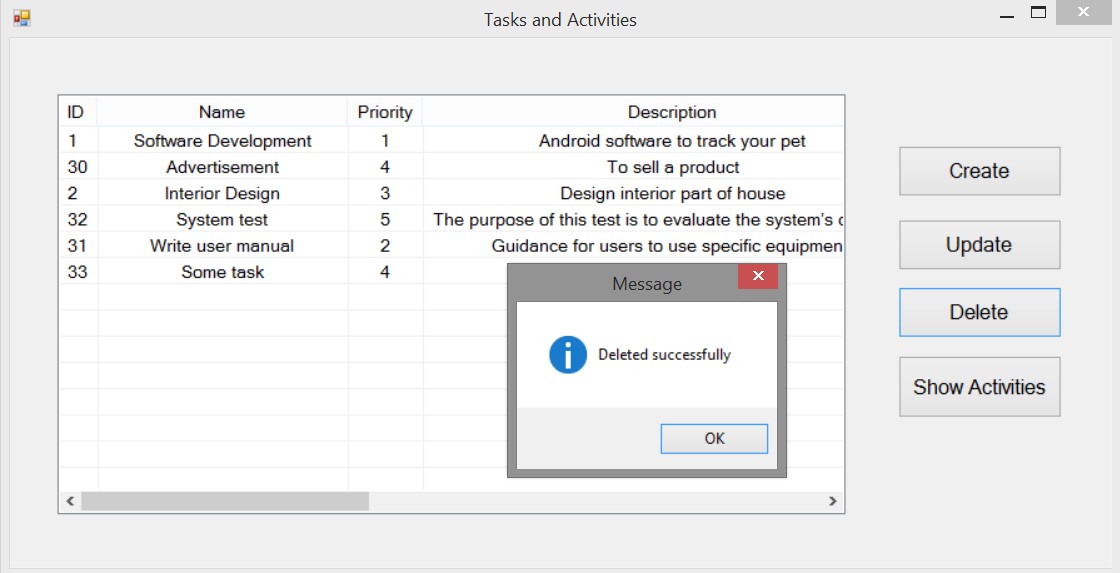 Tasks and Activities
ID Name Priority Description
1 Software Development 1 Android software to track your pet
30 Advertisement 4 To sell a product
2 Interior Design 3 Design interior part of house
32 System test 5 The purpose of this test is to evaluate the system's
31 Write user manual 2 Guidance for users to use specific equipmen
33 Some task 4
Create
Update
Delete
Show Activities
Message
Deleted successfully
OK